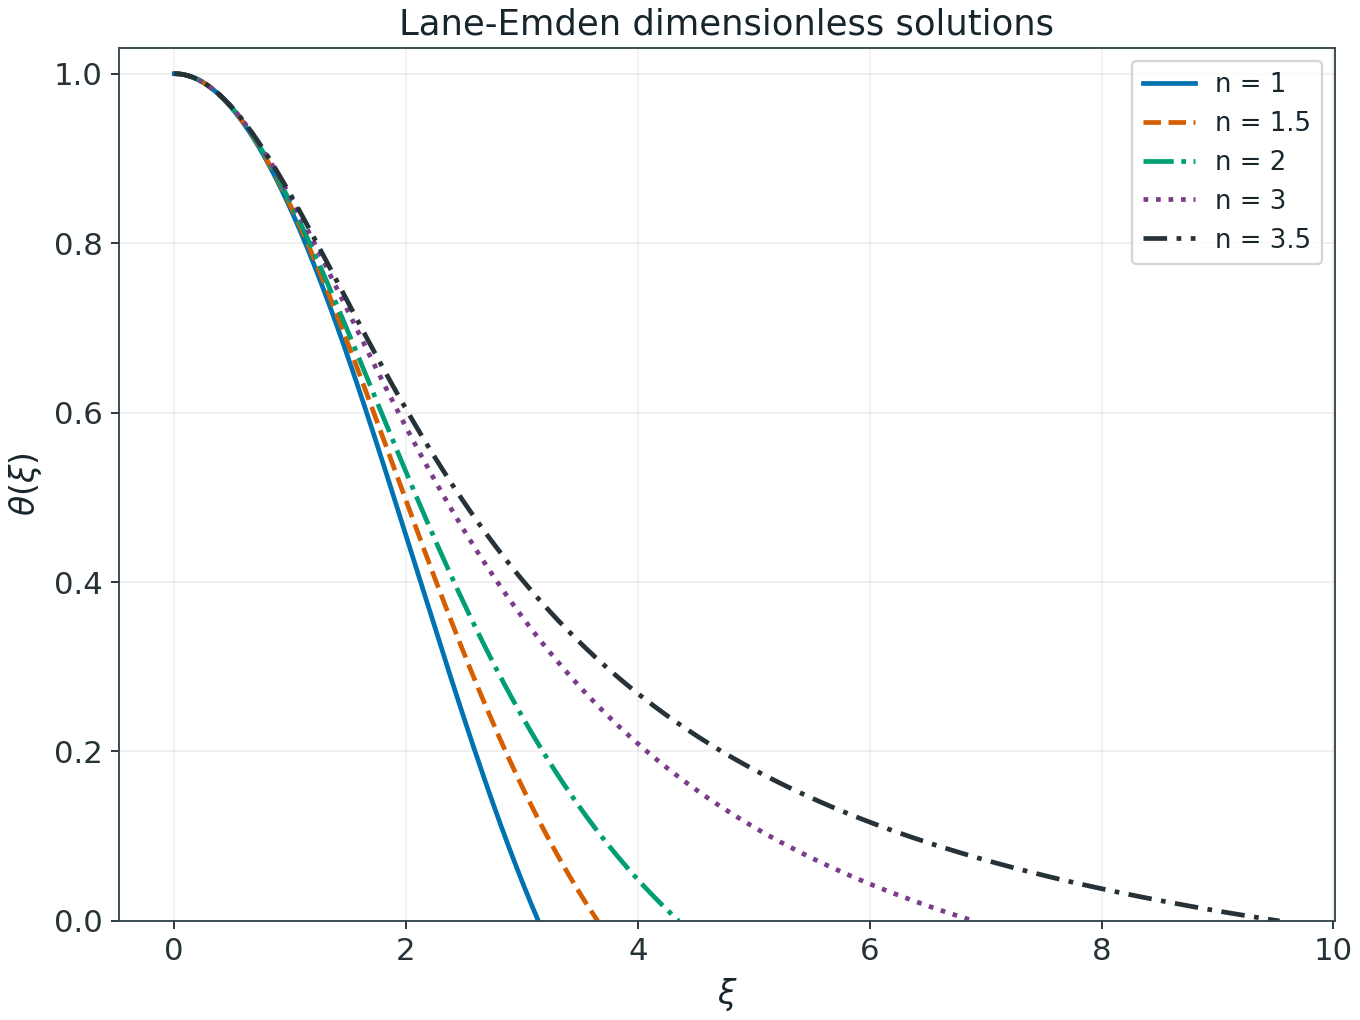 Lane-Emden dimensionless solutions
n = 1
n = 1.5
n = 2
n = 3
n = 3.5
1.0
0.8
0.6
0.4
0.2
0.0
θ(ξ)
0 2 4 6 8 10
ξ